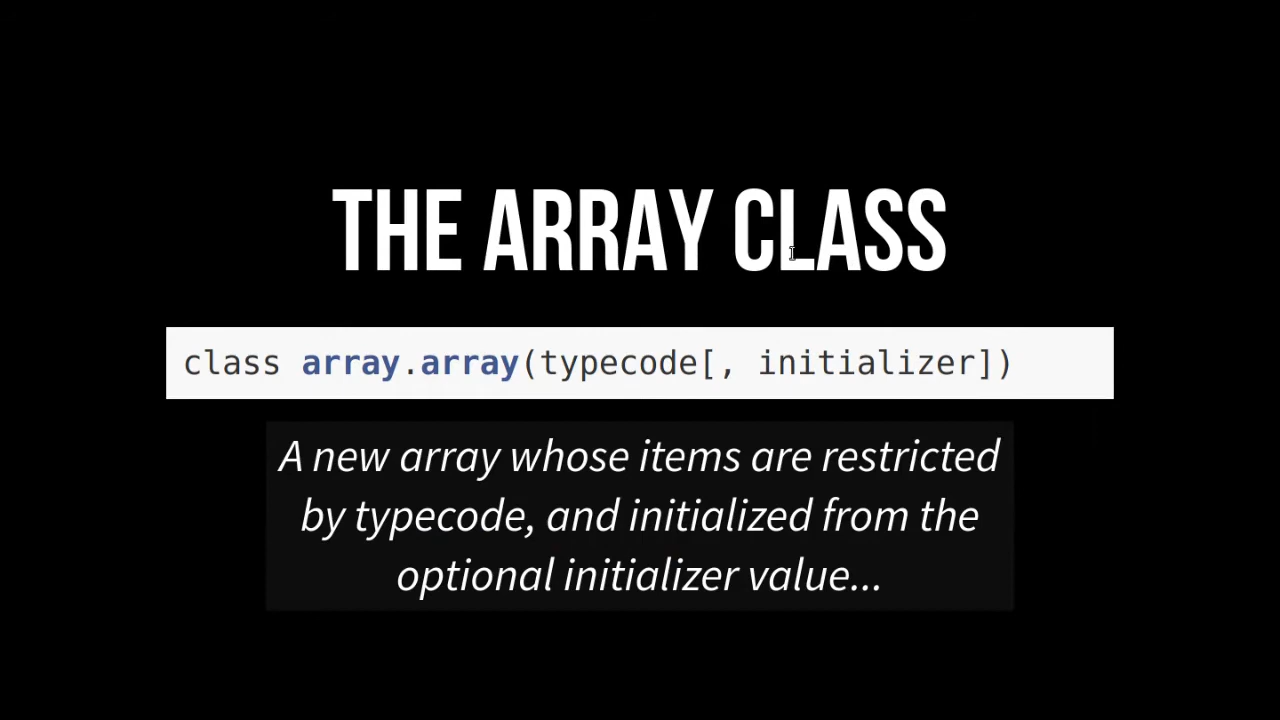 THE ARRAY CLASS
class array.array(typecode[, initializer])
A new array whose items are restricted
by typecode, and initialized from the
optional initializer value...